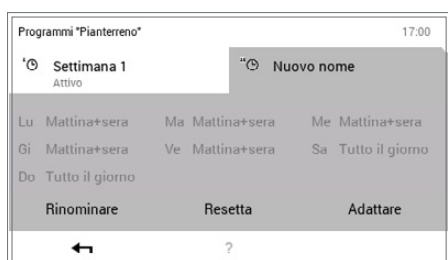 Programmi "Pianterreno" 17:00
Settimana 1
Attivo
Nuovo nome
Lu Mattina+sera Ma Mattina+sera Me Mattina+sera
Gi Mattina+sera Ve Mattina+sera Sa Tutto il giorno
Do Tutto il giorno
Rinominare Resetta Adattare
?